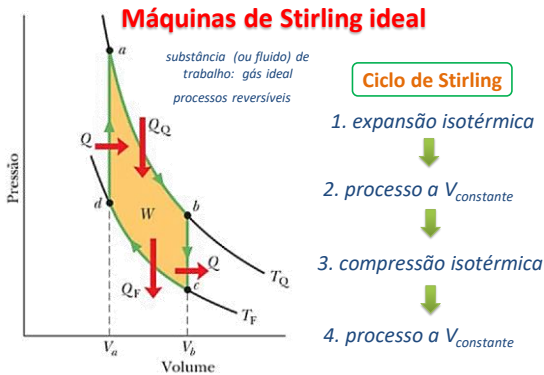 Máquinas de Stirling ideal
substância (ou fluido) de
trabalho: gás ideal
processos reversíveis
Ciclo de Stirling
1. expansão isotérmica
2. processo a Vconstante
3. compressão isotérmica
4. processo a Vconstante
Pressão
a
Q
QQ
d
W
b
Q
QF
c
TQ
TF
Va
Vb
Volume